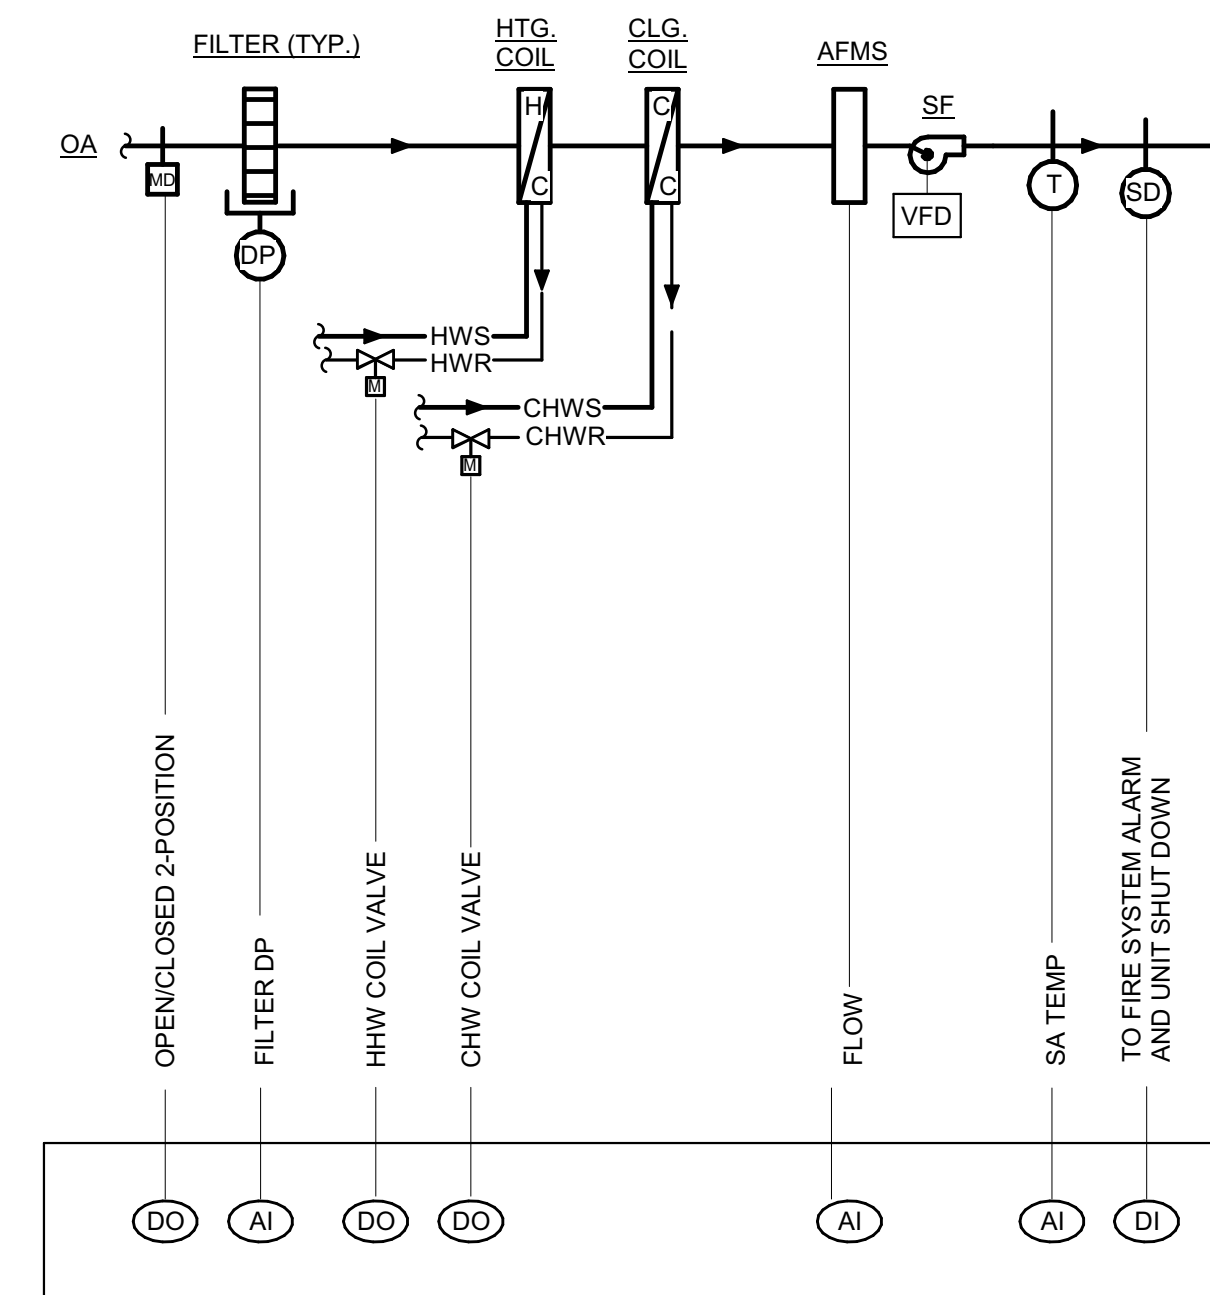 HTG.
COIL
CLG.
COIL
FILTER (TYP.)
AFMS
SF
OA
H
C
C
C
MD
T
SD
VFD
DP
HWS
HWR
M
CHWS
CHWR
M
OPEN/CLOSED 2-POSITION
FILTER DP
HHW COIL VALVE
CHW COIL VALVE
FLOW
SA TEMP
TO FIRE SYSTEM ALARM
AND UNIT SHUT DOWN
DO
AI
DO
DO
AI
AI
DI